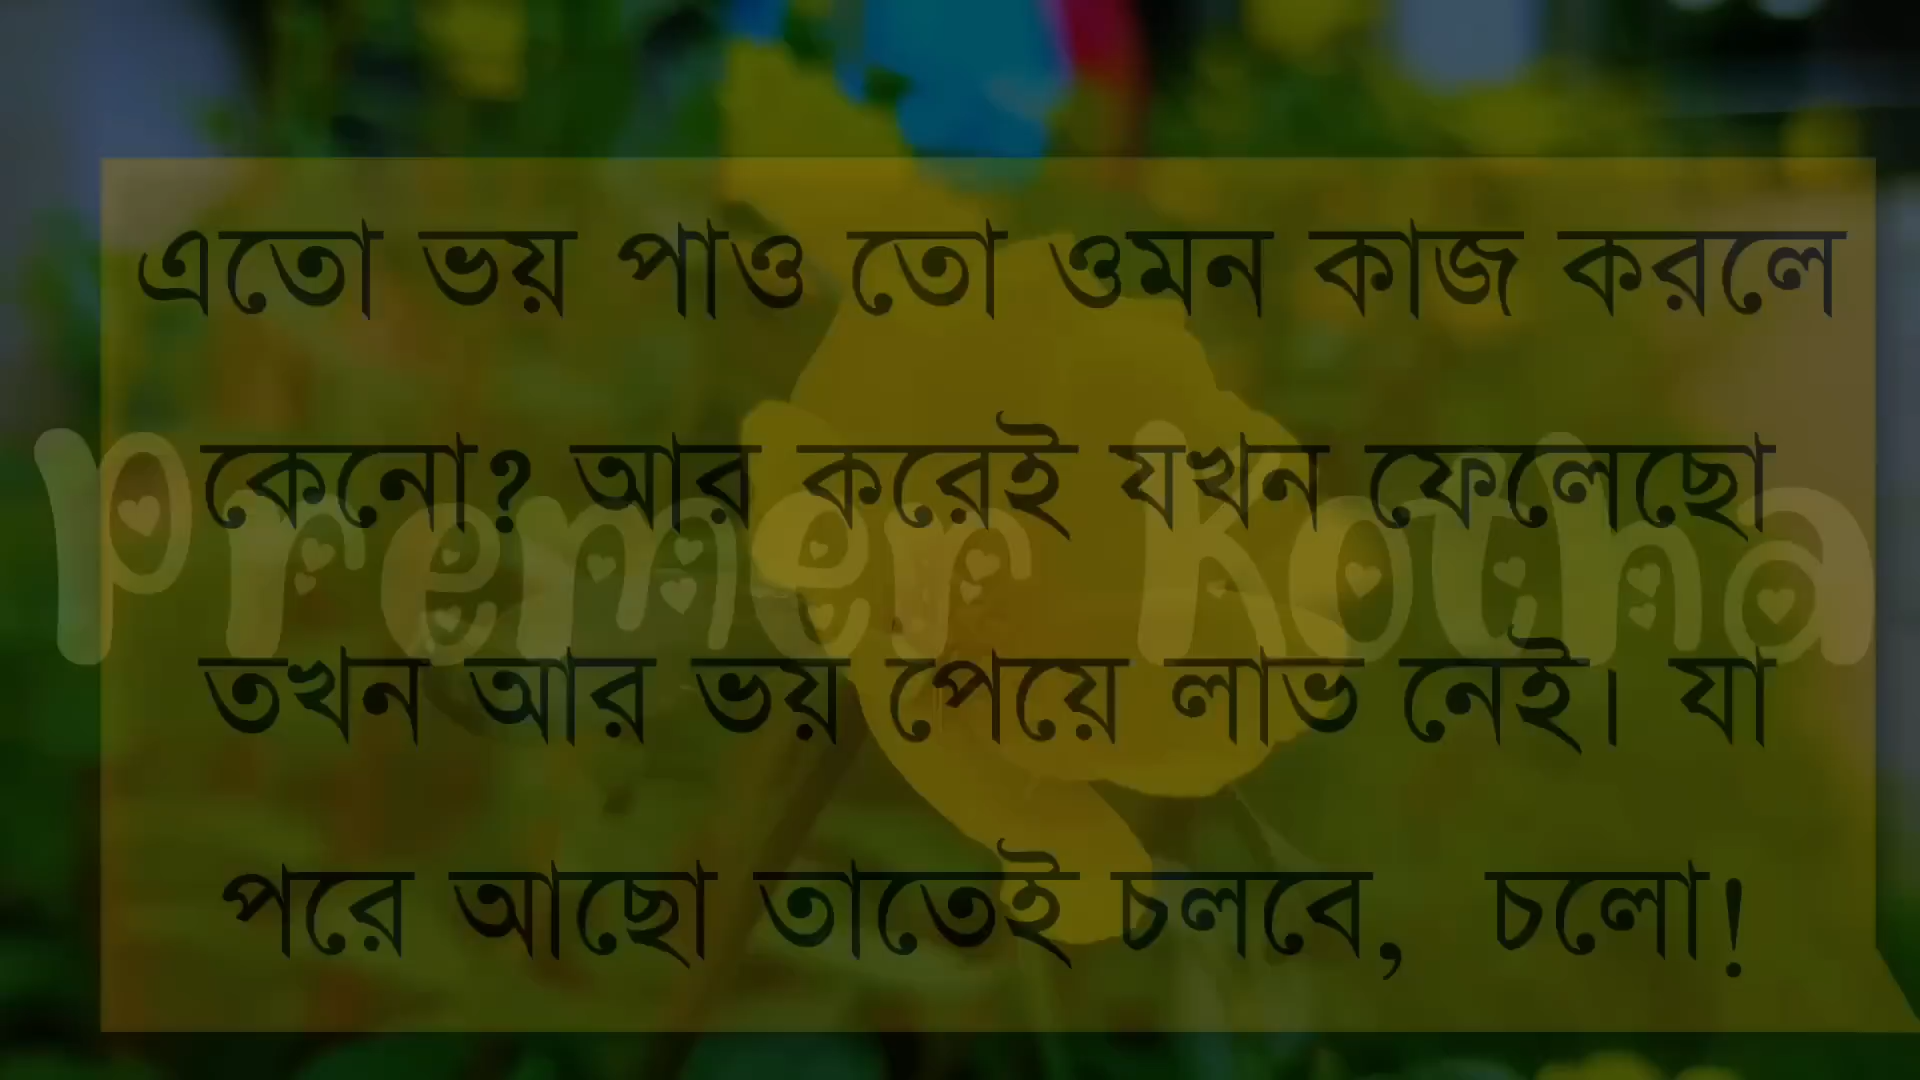 এতো ভয় পাও তো ওমন কাজ করলে
কেনো? আর করেই যখন ফেলেছো
Premer Kotha
তখন আর ভয় পেয়ে লাভ নেই। যা
পরে আছো তাতেই চলবে, চলো!